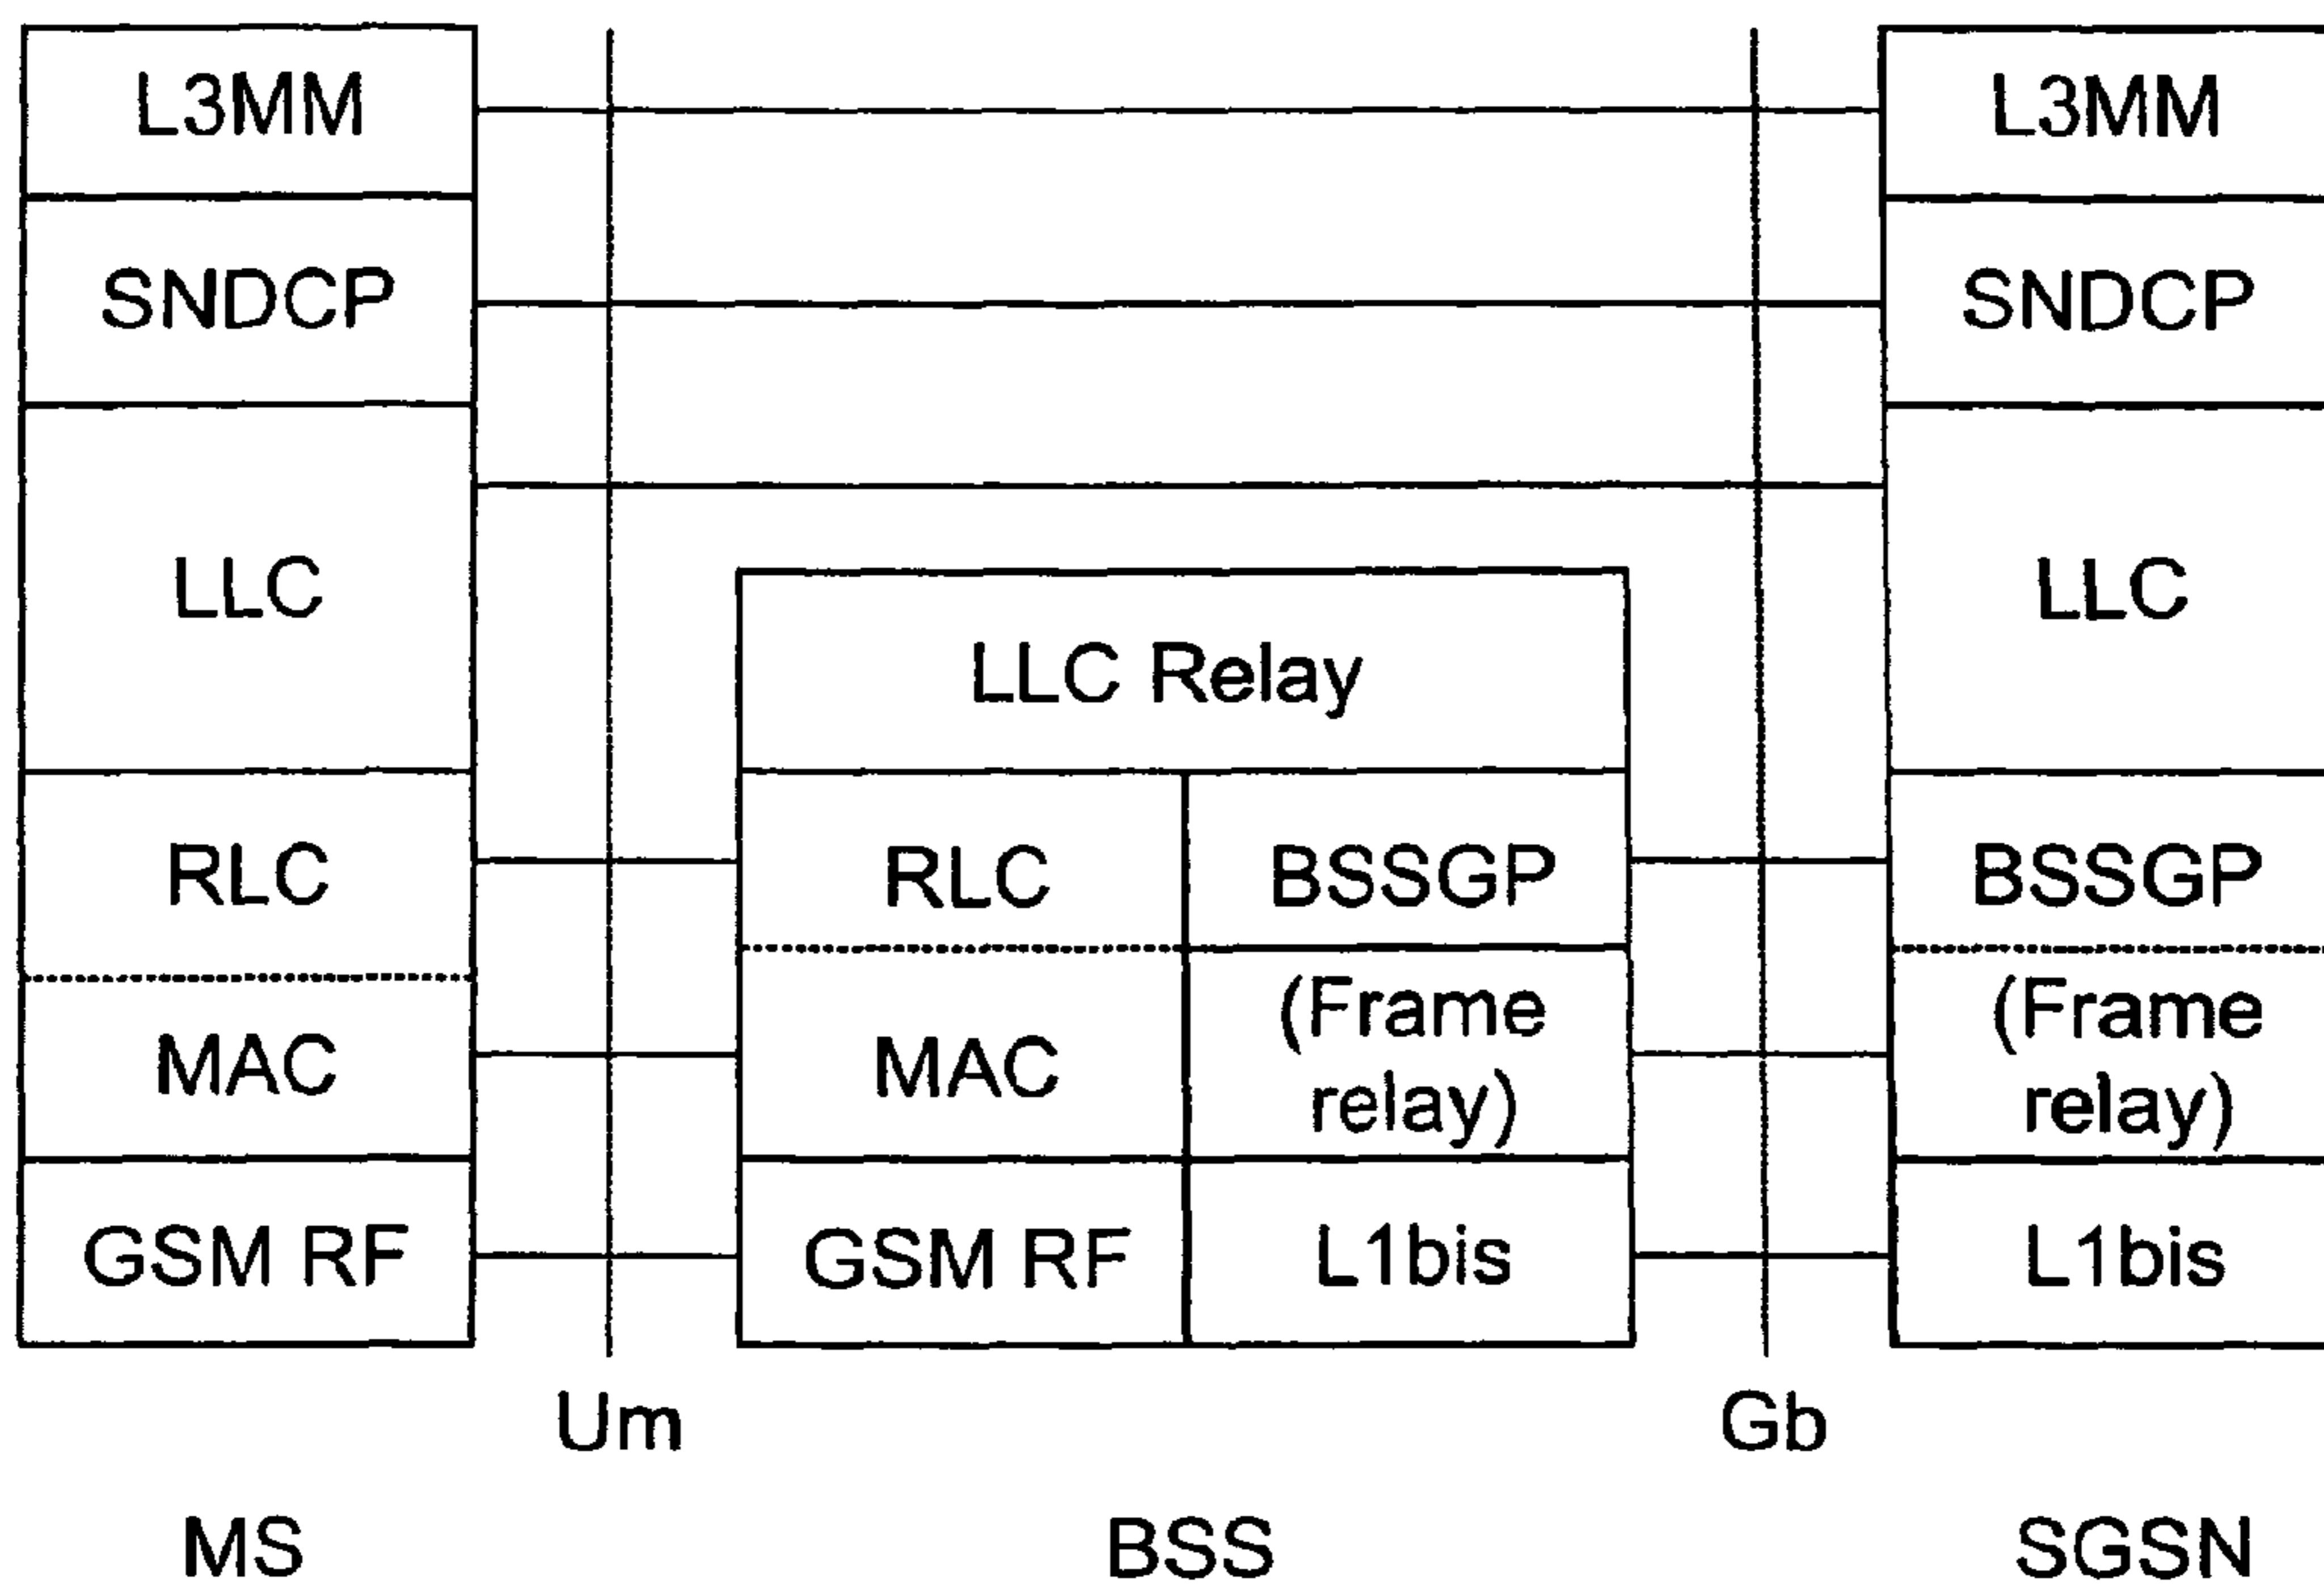 L3MM
L3MM
SNDCP
SNDCP
LLC
LLC
LLC Relay
RLC
RLC
BSSGP
BSSGP
MAC
MAC
(Frame
relay)
(Frame
relay)
GSM RF
GSM RF
L1bis
L1bis
Um
Gb
MS
BSS
SGSN